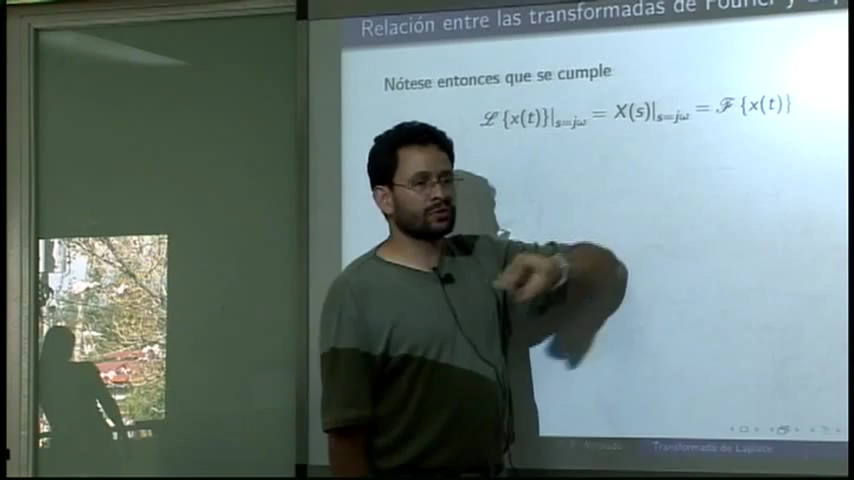 Relación entre las transformadas de Fourier y
Nótese entonces que se cumple
ℒ {x(t)}|ₛ₌ⱼω = X(s)|ₛ₌ⱼω = ℱ {x(t)}
Transformada de Laplace